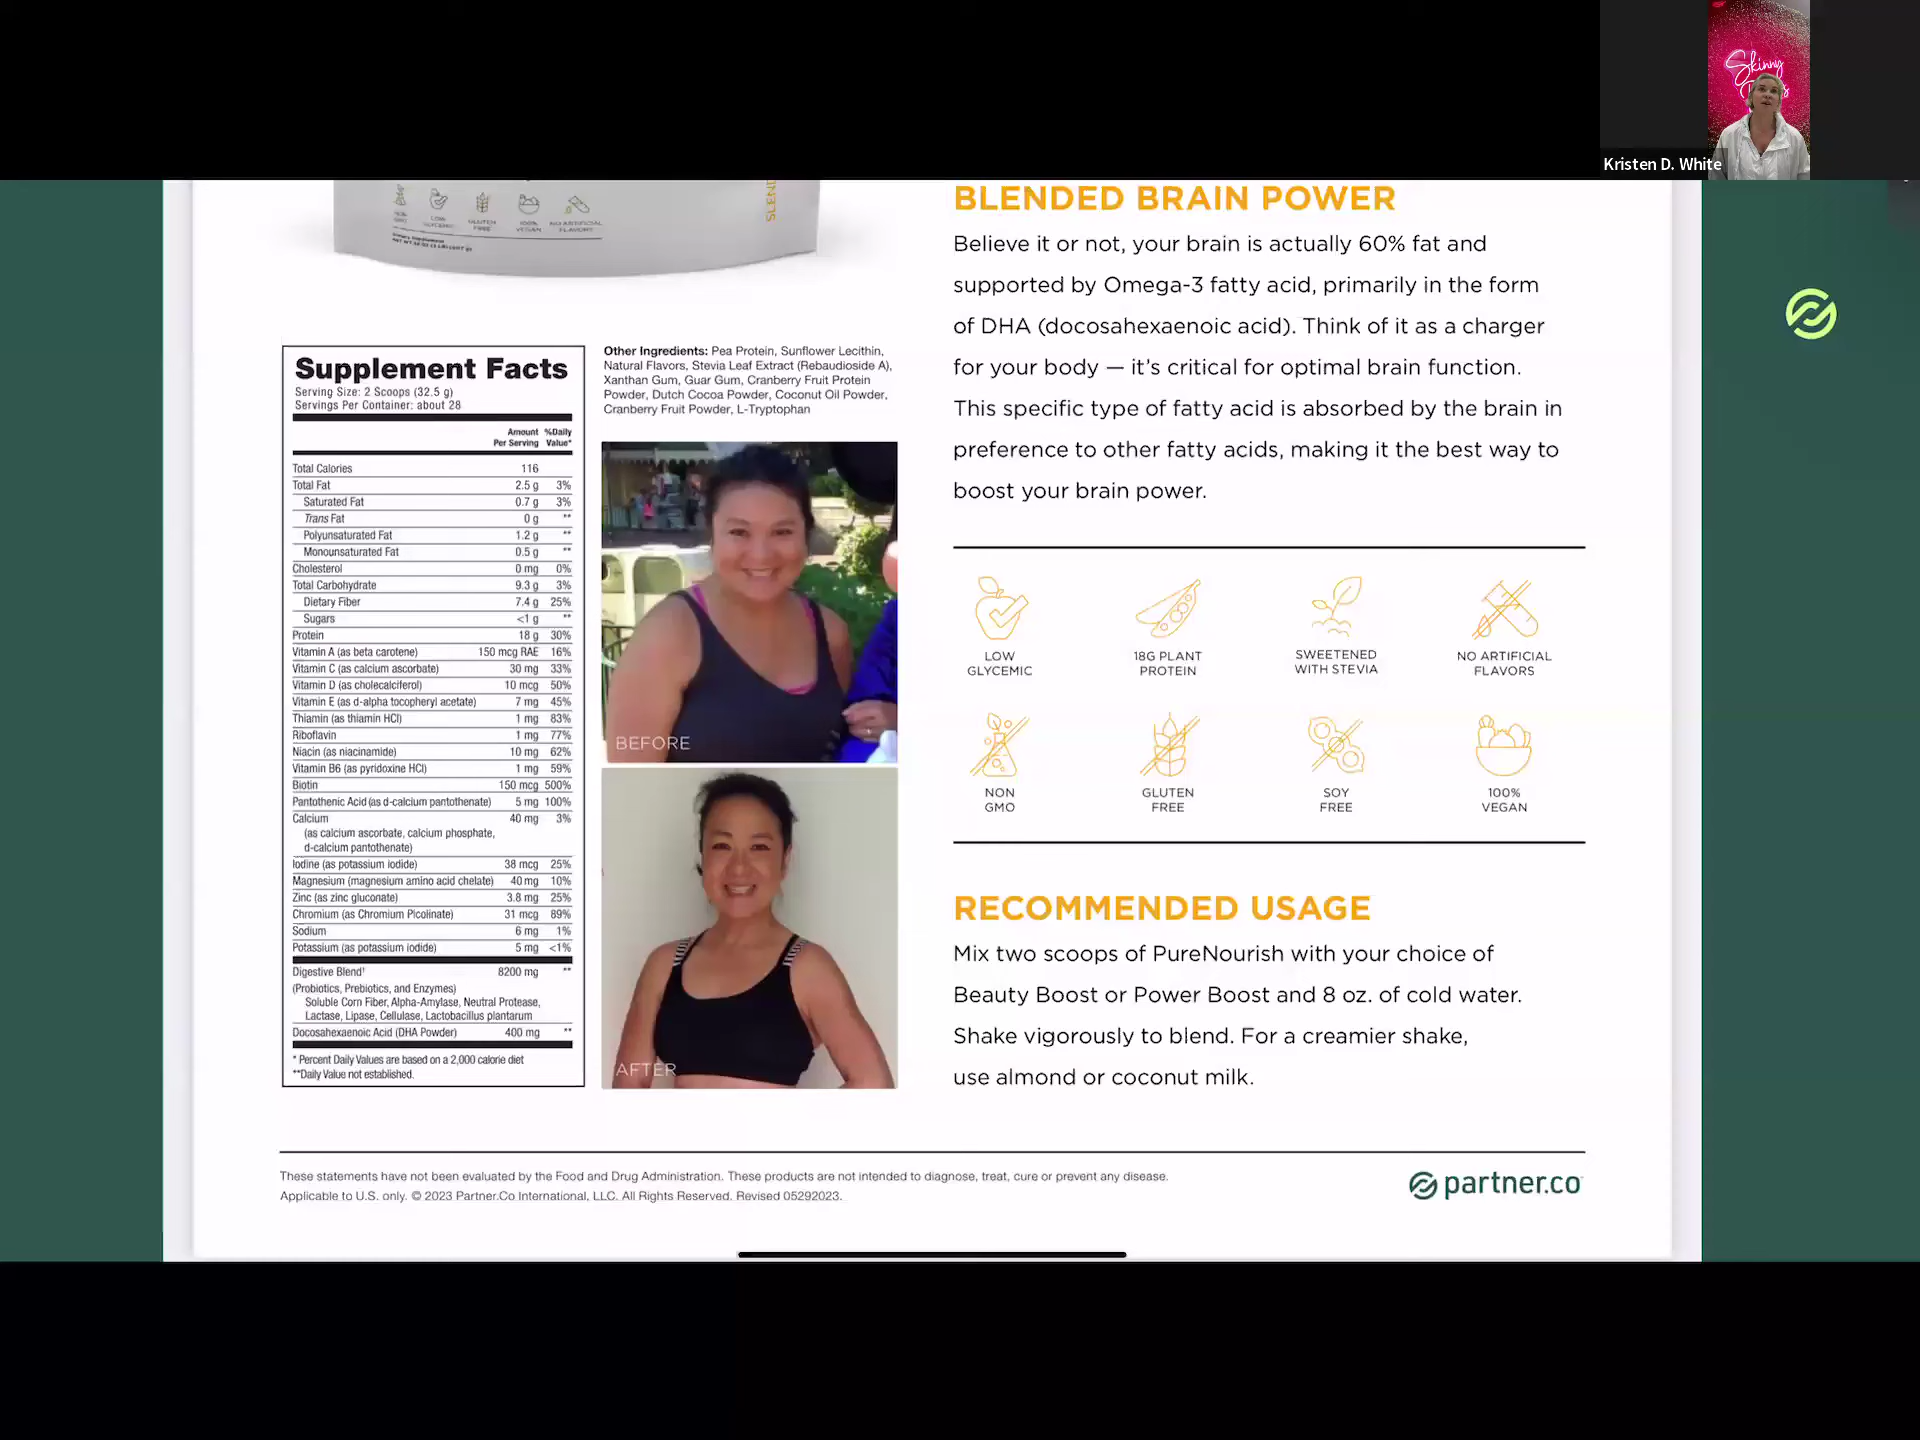 Skinny
Kristen D. White
SLEND
NON
GMO
LOW
GLYCEMIC
GLUTEN
FREE
100%
VEGAN
NO ARTIFICIAL
FLAVORS
Supplement Facts
Serving Size: 2 Scoops (32.5 g)
Servings Per Container: about 28
Amount %Daily
Per Serving Value*
Total Calories 116
Total Fat 2.5 g 3%
Saturated Fat 0.7 g 3%
Trans Fat 0 g **
Polyunsaturated Fat 1.2 g **
Monounsaturated Fat 0.5 g **
Cholesterol 0 mg 0%
Total Carbohydrate 9.3 g 3%
Dietary Fiber 7.4 g 25%
Sugars <1 g **
Protein 18 g 30%
Vitamin A (as beta carotene) 150 mcg RAE 16%
Vitamin C (as calcium ascorbate) 30 mg 33%
Vitamin D (as cholecalciferol) 10 mcg 50%
Vitamin E (as d-alpha tocopheryl acetate) 7 mg 45%
Thiamin (as thiamin HCl) 1 mg 83%
Riboflavin 1 mg 77%
Niacin (as niacinamide) 10 mg 62%
Vitamin B6 (as pyridoxine HCl) 1 mg 59%
Biotin 150 mcg 500%
Pantothenic Acid (as d-calcium pantothenate) 5 mg 100%
Calcium 40 mg 3%
(as calcium ascorbate, calcium phosphate,
d-calcium pantothenate)
Iodine (as potassium iodide) 38 mcg 25%
Magnesium (magnesium amino acid chelate) 40 mg 10%
Zinc (as zinc gluconate) 3.8 mg 25%
Chromium (as Chromium Picolinate) 31 mcg 89%
Sodium 6 mg 1%
Potassium (as potassium iodide) 5 mg <1%
Digestive Blend† 8200 mg **
(Probiotics, Prebiotics, and Enzymes)
Soluble Corn Fiber, Alpha-Amylase, Neutral Protease,
Lactase, Lipase, Cellulase, Lactobacillus plantarum
Docosahexaenoic Acid (DHA Powder) 400 mg **
* Percent Daily Values are based on a 2,000 calorie diet
**Daily Value not established.
Other Ingredients: Pea Protein, Sunflower Lecithin,
Natural Flavors, Stevia Leaf Extract (Rebaudioside A),
Xanthan Gum, Guar Gum, Cranberry Fruit Protein
Powder, Dutch Cocoa Powder, Coconut Oil Powder,
Cranberry Fruit Powder, L-Tryptophan
BEFORE
AFTER
BLENDED BRAIN POWER
Believe it or not, your brain is actually 60% fat and
supported by Omega-3 fatty acid, primarily in the form
of DHA (docosahexaenoic acid). Think of it as a charger
for your body — it's critical for optimal brain function.
This specific type of fatty acid is absorbed by the brain in
preference to other fatty acids, making it the best way to
boost your brain power.
LOW
GLYCEMIC
18G PLANT
PROTEIN
SWEETENED
WITH STEVIA
NO ARTIFICIAL
FLAVORS
NON
GMO
GLUTEN
FREE
SOY
FREE
100%
VEGAN
RECOMMENDED USAGE
Mix two scoops of PureNourish with your choice of
Beauty Boost or Power Boost and 8 oz. of cold water.
Shake vigorously to blend. For a creamier shake,
use almond or coconut milk.
These statements have not been evaluated by the Food and Drug Administration. These products are not intended to diagnose, treat, cure or prevent any disease.
Applicable to U.S. only. © 2023 Partner.Co International, LLC. All Rights Reserved. Revised 05292023.
partner.co